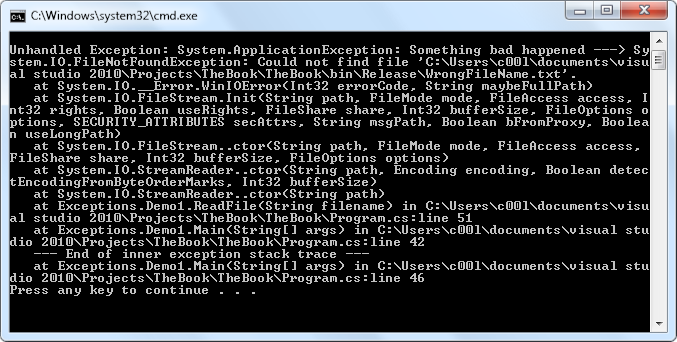 C:\Windows\system32\cmd.exe
Unhandled Exception: System.ApplicationException: Something bad happened ---> Sy
stem.IO.FileNotFoundException: Could not find file 'C:\Users\c00l\documents\visu
al studio 2010\Projects\TheBook\TheBook\bin\Release\WrongFileName.txt'.
   at System.IO.__Error.WinIOError(Int32 errorCode, String maybeFullPath)
   at System.IO.FileStream.Init(String path, FileMode mode, FileAccess access, I
nt32 rights, Boolean useRights, FileShare share, Int32 bufferSize, FileOptions o
ptions, SECURITY_ATTRIBUTES secAttrs, String msgPath, Boolean bFromProxy, Boolea
n useLongPath)
   at System.IO.FileStream..ctor(String path, FileMode mode, FileAccess access,
FileShare share, Int32 bufferSize, FileOptions options)
   at System.IO.StreamReader..ctor(String path, Encoding encoding, Boolean detec
tEncodingFromByteOrderMarks, Int32 bufferSize)
   at System.IO.StreamReader..ctor(String path)
   at Exceptions.Demo1.ReadFile(String filename) in C:\Users\c00l\documents\visu
al studio 2010\Projects\TheBook\TheBook\Program.cs:line 51
   at Exceptions.Demo1.Main(String[] args) in C:\Users\c00l\documents\visual stu
dio 2010\Projects\TheBook\TheBook\Program.cs:line 42
   --- End of inner exception stack trace ---
   at Exceptions.Demo1.Main(String[] args) in C:\Users\c00l\documents\visual stu
dio 2010\Projects\TheBook\TheBook\Program.cs:line 46
Press any key to continue . . .